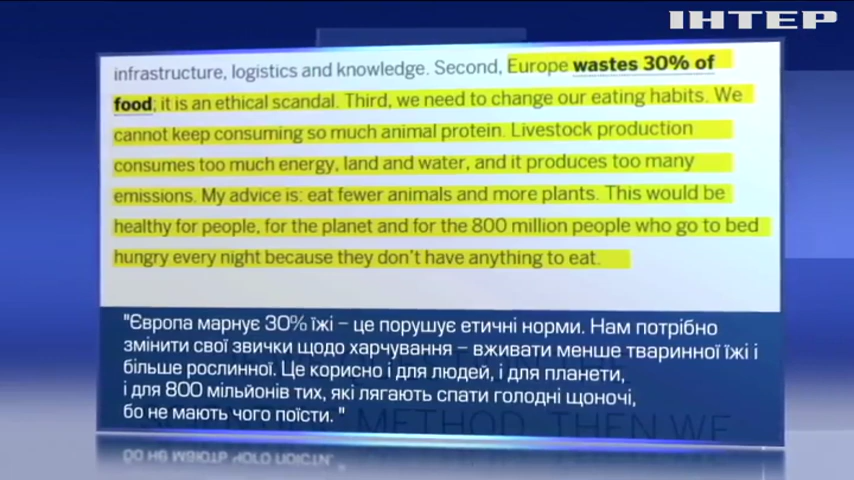 ІНТЕР
infrastructure, logistics and knowledge. Second, Europe wastes 30% of
food; it is an ethical scandal. Third, we need to change our eating habits. We
cannot keep consuming so much animal protein. Livestock production
consumes too much energy, land and water, and it produces too many
emissions. My advice is: eat fewer animals and more plants. This would be
healthy for people, for the planet and for the 800 million people who go to bed
hungry every night because they don't have anything to eat.
"Європа марнує 30% їжі – це порушує етичні норми. Нам потрібно
змінити свої звички щодо харчування – вживати менше тваринної їжі і
більше рослинної. Це корисно і для людей, і для планети,
і для 800 мільйонів тих, які лягають спати голодні щоночі,
бо не мають чого поїсти. "
METHOD, THEN WE